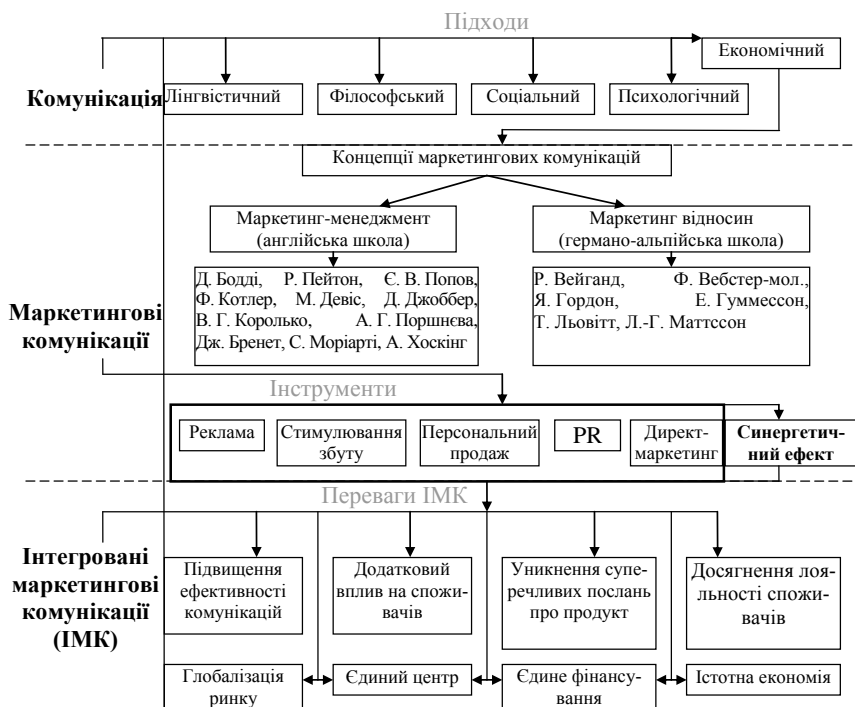 Підходи
Економічний
Комунікація
Лінгвістичний
Філософський
Соціальний
Психологічний
Концепції маркетингових комунікацій
Маркетинг-менеджмент
(англійська школа)
Маркетинг відносин
(германо-альпійська школа)
Д. Бодді, Р. Пейтон, Є. В. Попов,
Ф. Котлер, М. Девіс, Д. Джоббер,
В. Г. Королько, А. Г. Поршнєва,
Дж. Бренет, С. Моріарті, А. Хоскінг
Р. Вейганд, Ф. Вебстер-мол.,
Я. Гордон, Е. Гуммессон,
Т. Льовітт, Л.-Г. Маттссон
Маркетингові
комунікації
Інструменти
Реклама
Стимулювання
збуту
Персональний
продаж
PR
Директ-
маркетинг
Синергетич-
ний ефект
Переваги ІМК
Інтегровані
маркетингові
комунікації
(ІМК)
Підвищення
ефективності
комунікацій
Додатковий
вплив на спожи-
вачів
Уникнення супе-
речливих послань
про продукт
Досягнення лоя-
льності спожи-
вачів
Глобалізація
ринку
Єдиний центр
Єдине фінансу-
вання
Істотна економія